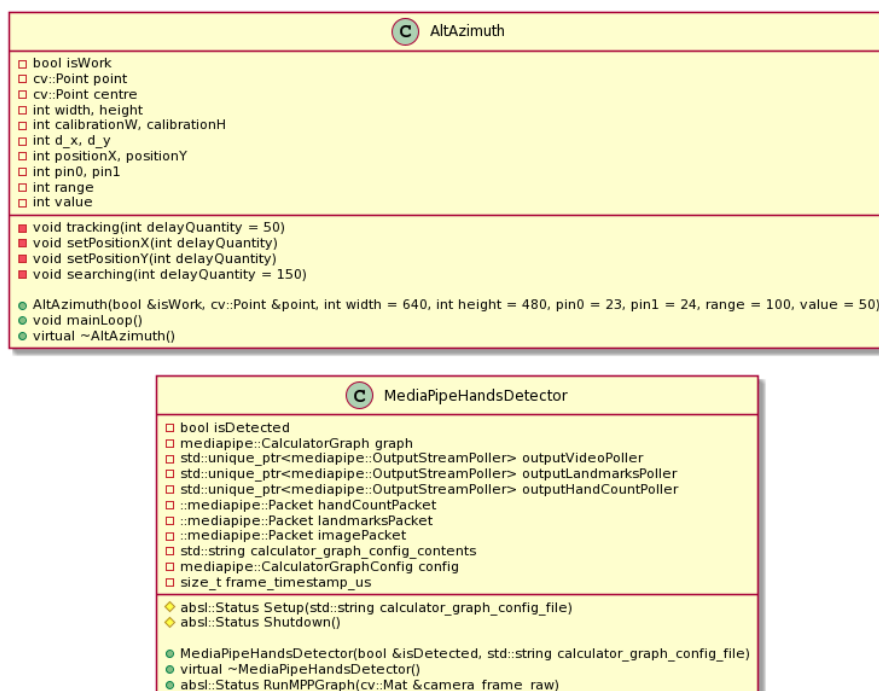 C AltAzimuth
bool isWork
cv::Point point
cv::Point centre
int width, height
int calibrationW, calibrationH
int d_x, d_y
int positionX, positionY
int pin0, pin1
int range
int value
void tracking(int delayQuantity = 50)
void setPositionX(int delayQuantity)
void setPositionY(int delayQuantity)
void searching(int delayQuantity = 150)
AltAzimuth(bool &isWork, cv::Point &point, int width = 640, int height = 480, pin0 = 23, pin1 = 24, range = 100, value = 50)
void mainLoop()
virtual ~AltAzimuth()
C MediaPipeHandsDetector
bool isDetected
mediapipe::CalculatorGraph graph
std::unique_ptr<mediapipe::OutputStreamPoller> outputVideoPoller
std::unique_ptr<mediapipe::OutputStreamPoller> outputLandmarksPoller
std::unique_ptr<mediapipe::OutputStreamPoller> outputHandCountPoller
::mediapipe::Packet handCountPacket
::mediapipe::Packet landmarksPacket
::mediapipe::Packet imagePacket
std::string calculator_graph_config_contents
mediapipe::CalculatorGraphConfig config
size_t frame_timestamp_us
absl::Status Setup(std::string calculator_graph_config_file)
absl::Status Shutdown()
MediaPipeHandsDetector(bool &isDetected, std::string calculator_graph_config_file)
virtual ~MediaPipeHandsDetector()
absl::Status RunMPPGraph(cv::Mat &camera_frame_raw)